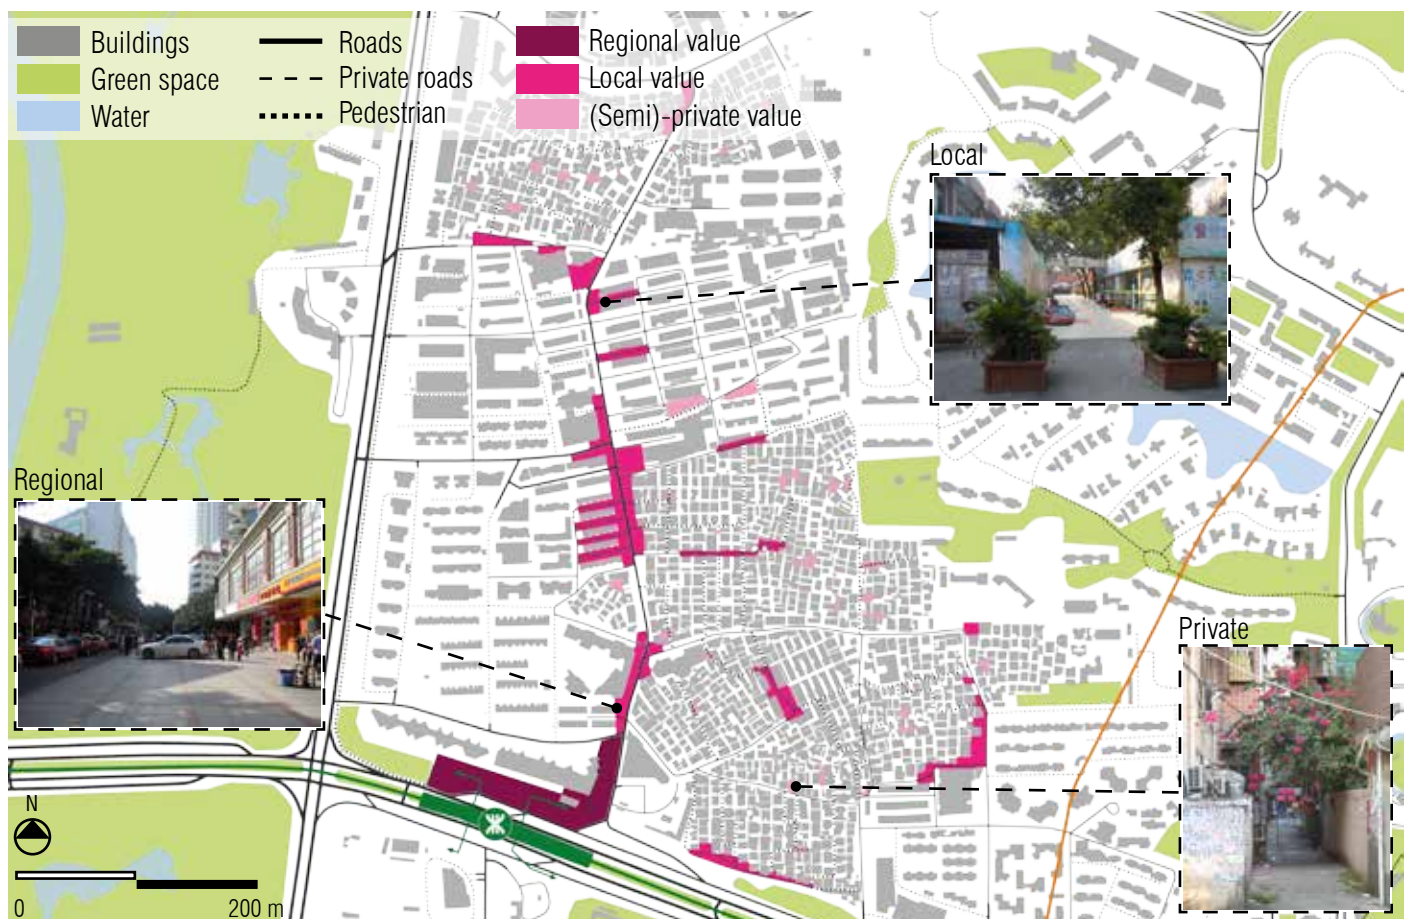 Buildings
Green space
Water
Roads
Private roads
Pedestrian
Regional value
Local value
(Semi)-private value
Local
Regional
Private
N
0
200 m